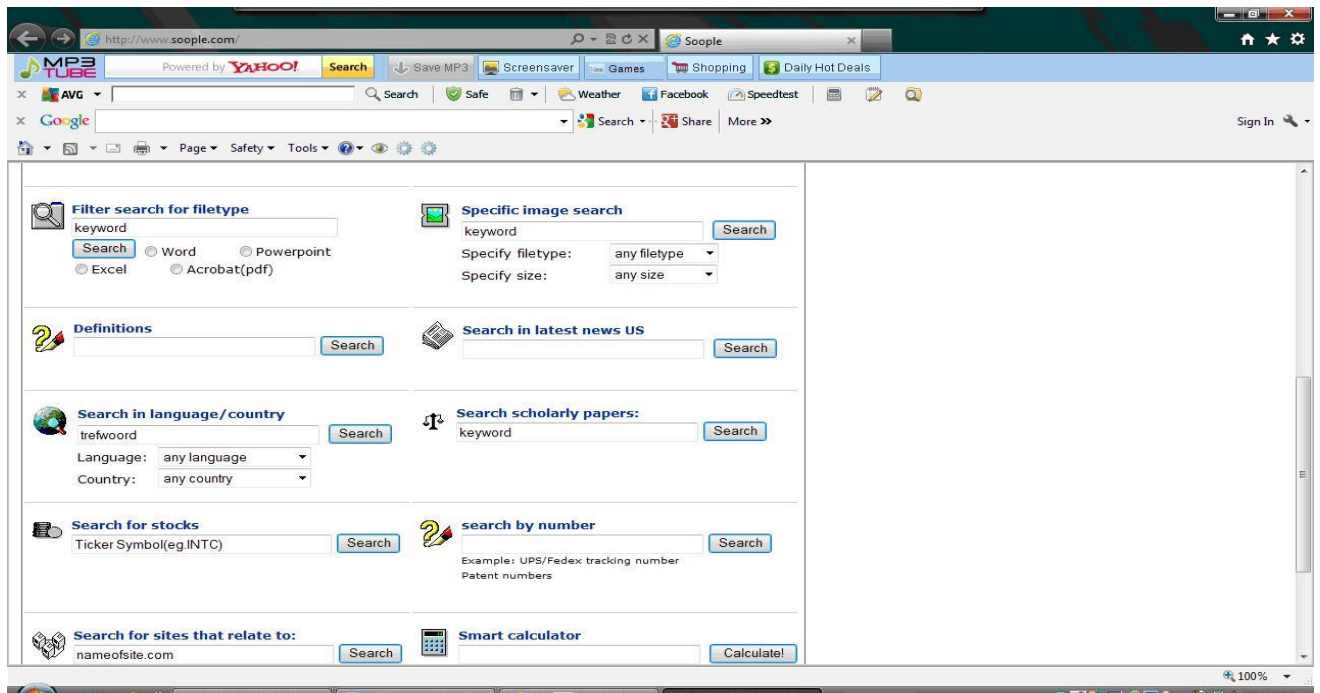 http://www.soople.com/
Soople
MP3 TUBE
Powered by YAHOO! Search Save MP3 Screensaver Games Shopping Daily Hot Deals
AVG Search Safe Weather Facebook Speedtest
Google Search Share More >> Sign In
Page Safety Tools
Filter search for filetype
keyword
Search Word Powerpoint
Excel Acrobat(pdf)
Specific image search
keyword Search
Specify filetype: any filetype
Specify size: any size
Definitions
Search
Search in latest news US
Search
Search in language/country
trefwoord Search
Language: any language
Country: any country
Search scholarly papers:
keyword Search
Search for stocks
Ticker Symbol(eg.INTC) Search
search by number
Search
Example: UPS/Fedex tracking number
Patent numbers
Search for sites that relate to:
nameofsite.com Search
Smart calculator
Calculate!
100%